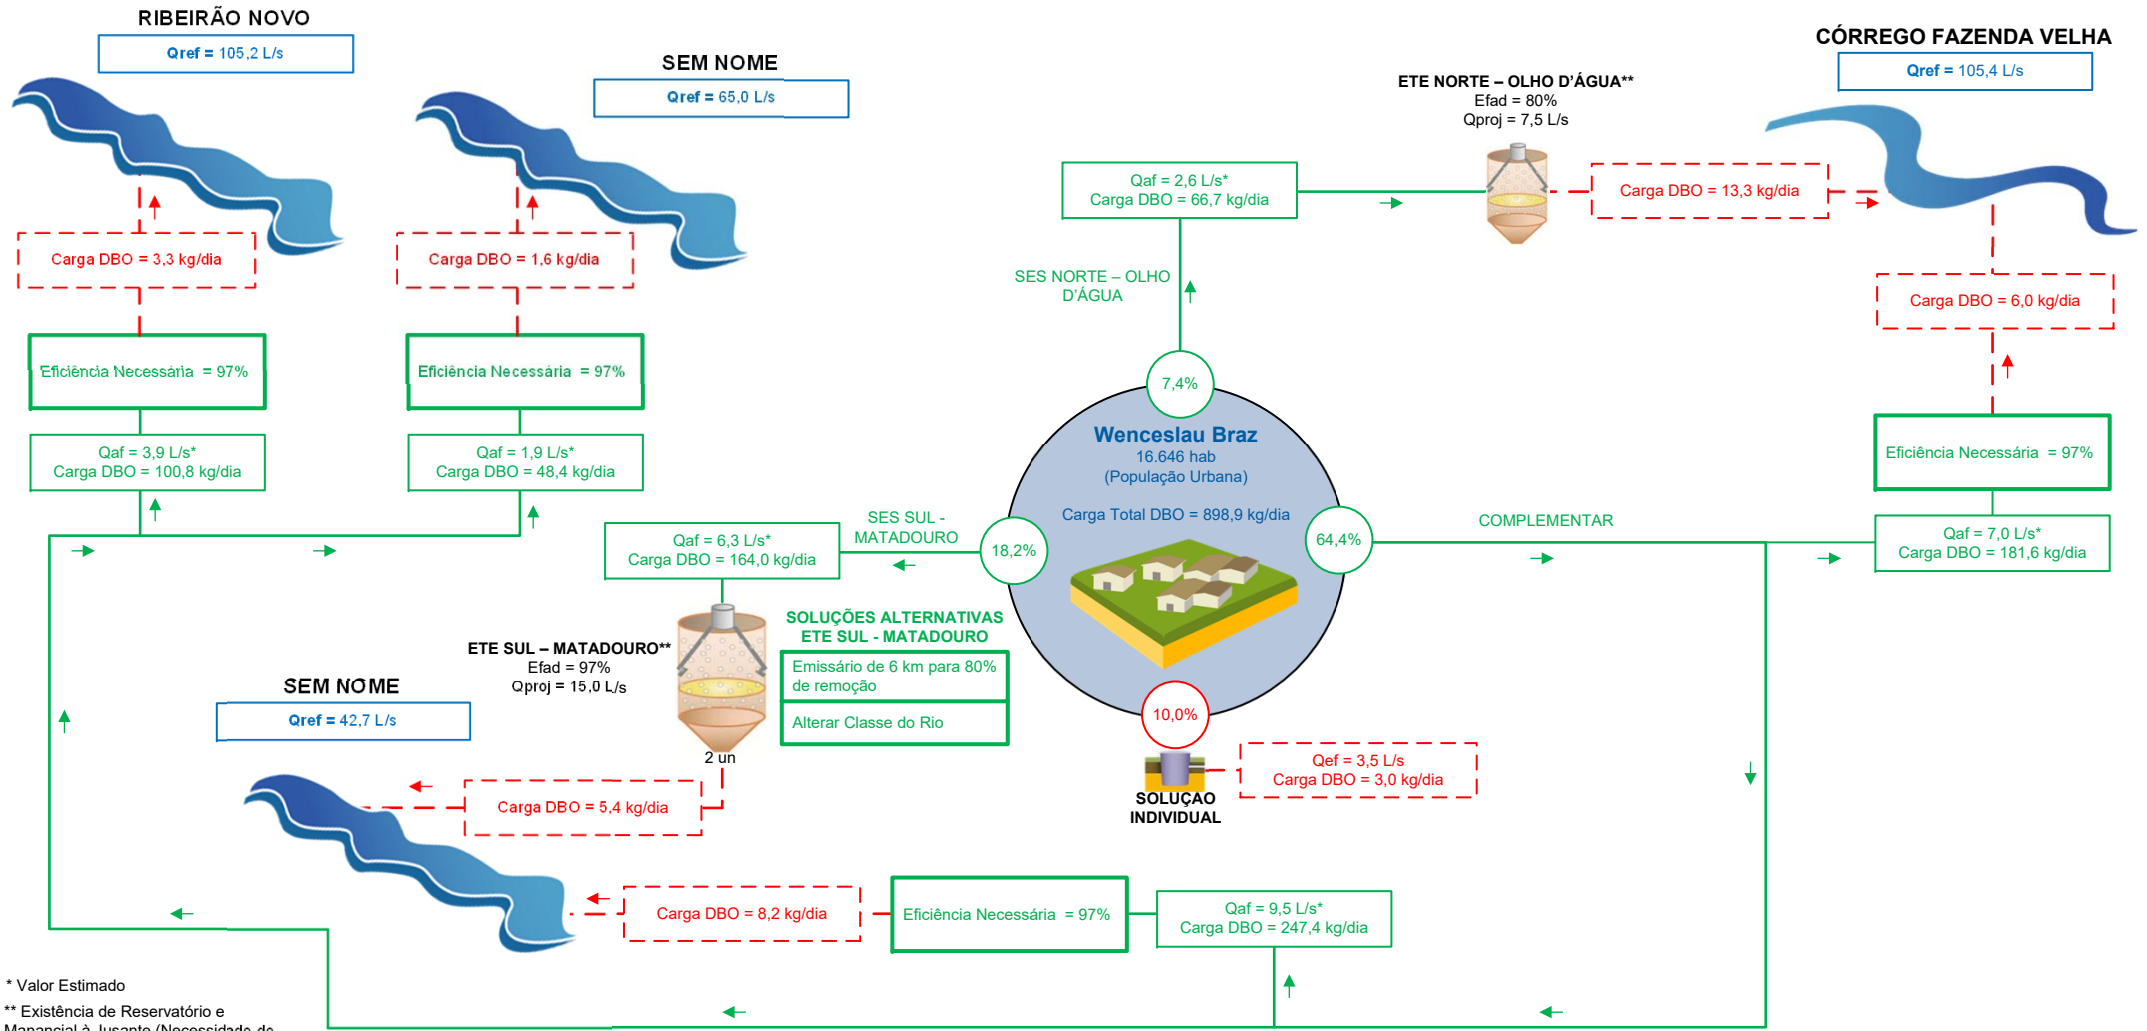 RIBEIRÃO NOVO
Qref = 105,2 L/s
Carga DBO = 3,3 kg/dia
Eficiência Necessária = 97%
Qaf = 3,9 L/s*
Carga DBO = 100,8 kg/dia
SEM NOME
Qref = 65,0 L/s
Carga DBO = 1,6 kg/dia
Eficiência Necessária = 97%
Qaf = 1,9 L/s*
Carga DBO = 48,4 kg/dia
ETE NORTE – OLHO D'ÁGUA**
Efad = 80%
Qproj = 7,5 L/s
CÓRREGO FAZENDA VELHA
Qref = 105,4 L/s
Qaf = 2,6 L/s*
Carga DBO = 66,7 kg/dia
Carga DBO = 13,3 kg/dia
SES NORTE – OLHO
D'ÁGUA
Carga DBO = 6,0 kg/dia
Eficiência Necessária = 97%
Qaf = 7,0 L/s*
Carga DBO = 181,6 kg/dia
7,4%
Wenceslau Braz
16.646 hab
(População Urbana)
Carga Total DBO = 898,9 kg/dia
18,2%
64,4%
10,0%
COMPLEMENTAR
SES SUL -
MATADOURO
Qaf = 6,3 L/s*
Carga DBO = 164,0 kg/dia
ETE SUL – MATADOURO**
Efad = 97%
Qproj = 15,0 L/s
2 un
SOLUÇÕES ALTERNATIVAS
ETE SUL - MATADOURO
Emissário de 6 km para 80%
de remoção
Alterar Classe do Rio
SEM NOME
Qref = 42,7 L/s
Carga DBO = 5,4 kg/dia
SOLUÇÃO
INDIVIDUAL
Qef = 3,5 L/s
Carga DBO = 3,0 kg/dia
Carga DBO = 8,2 kg/dia
Eficiência Necessária = 97%
Qaf = 9,5 L/s*
Carga DBO = 247,4 kg/dia
* Valor Estimado
** Existência de Reservatório e
Manancial à Jusante (Necessidade de